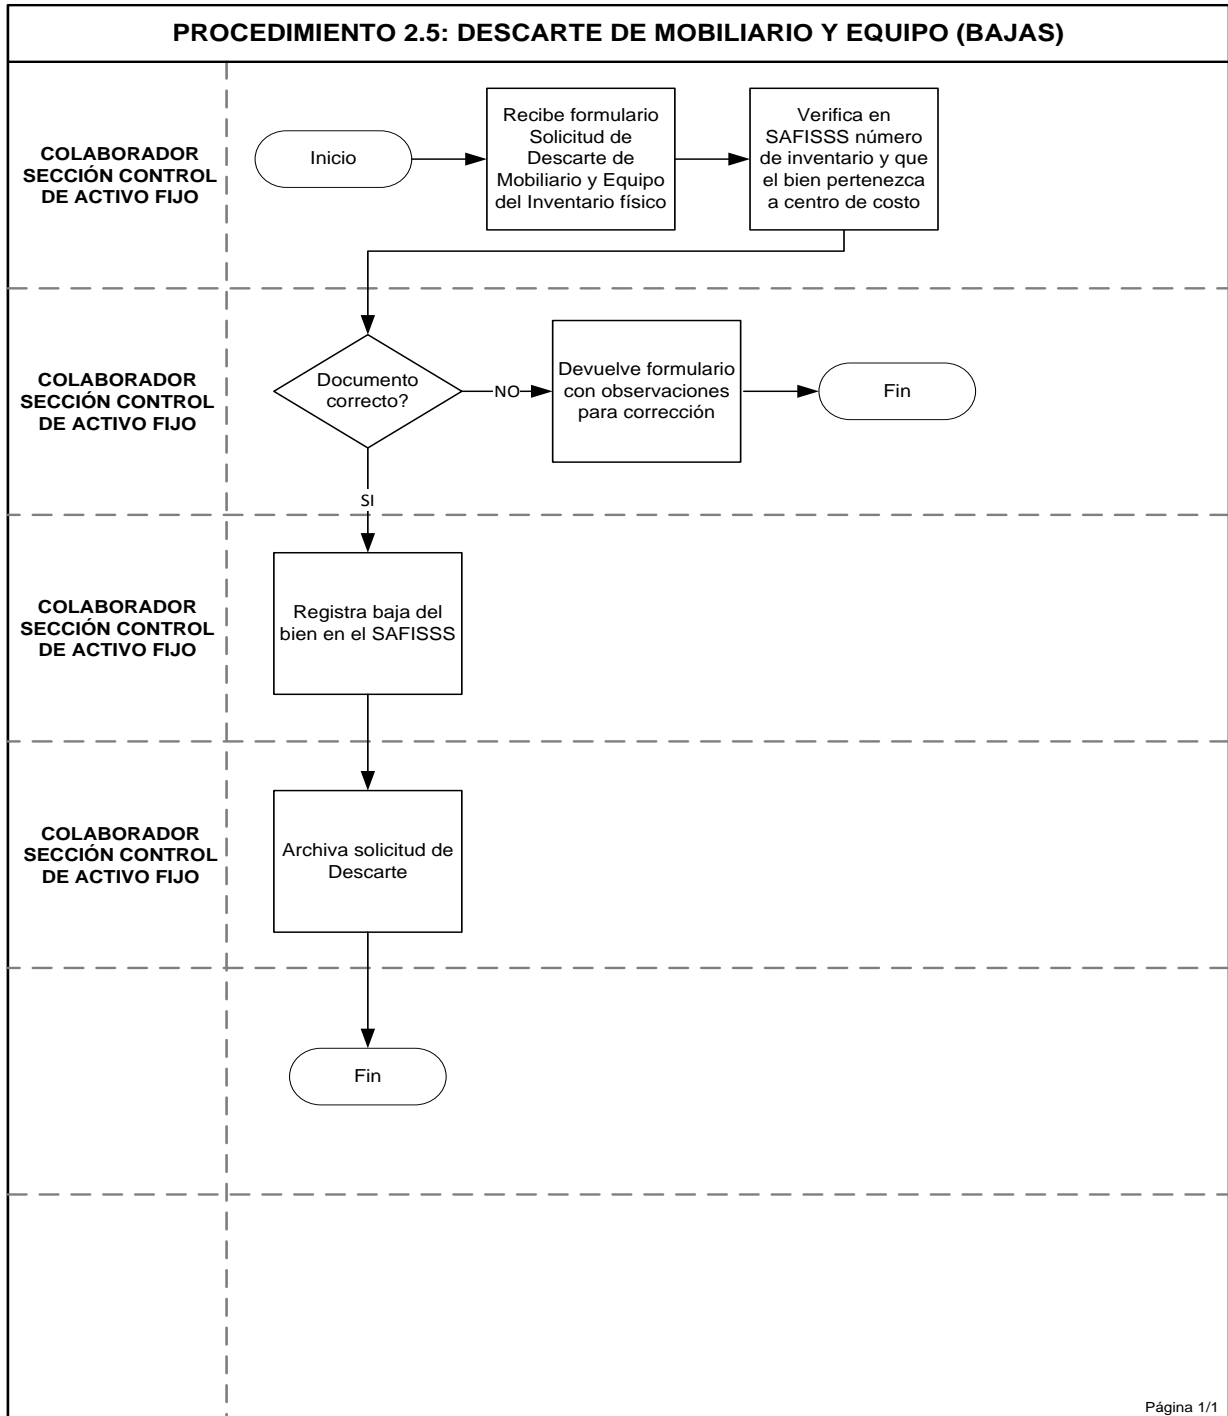 PROCEDIMIENTO 2.5: DESCARTE DE MOBILIARIO Y EQUIPO (BAJAS)
COLABORADOR
SECCIÓN CONTROL
DE ACTIVO FIJO
Inicio
Recibe formulario
Solicitud de
Descarte de
Mobiliario y Equipo
del Inventario físico
Verifica en
SAFISSS número
de inventario y que
el bien pertenezca
a centro de costo
COLABORADOR
SECCIÓN CONTROL
DE ACTIVO FIJO
Documento
correcto?
NO
Devuelve formulario
con observaciones
para corrección
Fin
SI
COLABORADOR
SECCIÓN CONTROL
DE ACTIVO FIJO
Registra baja del
bien en el SAFISSS
COLABORADOR
SECCIÓN CONTROL
DE ACTIVO FIJO
Archiva solicitud de
Descarte
Fin
Página 1/1